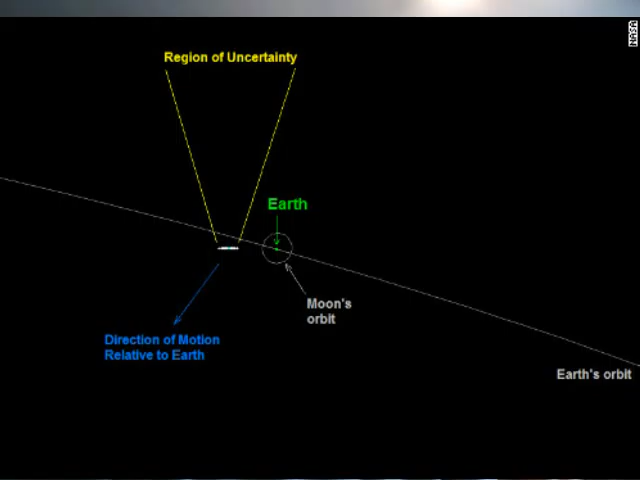 NASA
Region of Uncertainty
Earth
Moon's
orbit
Direction of Motion
Relative to Earth
Earth's orbit